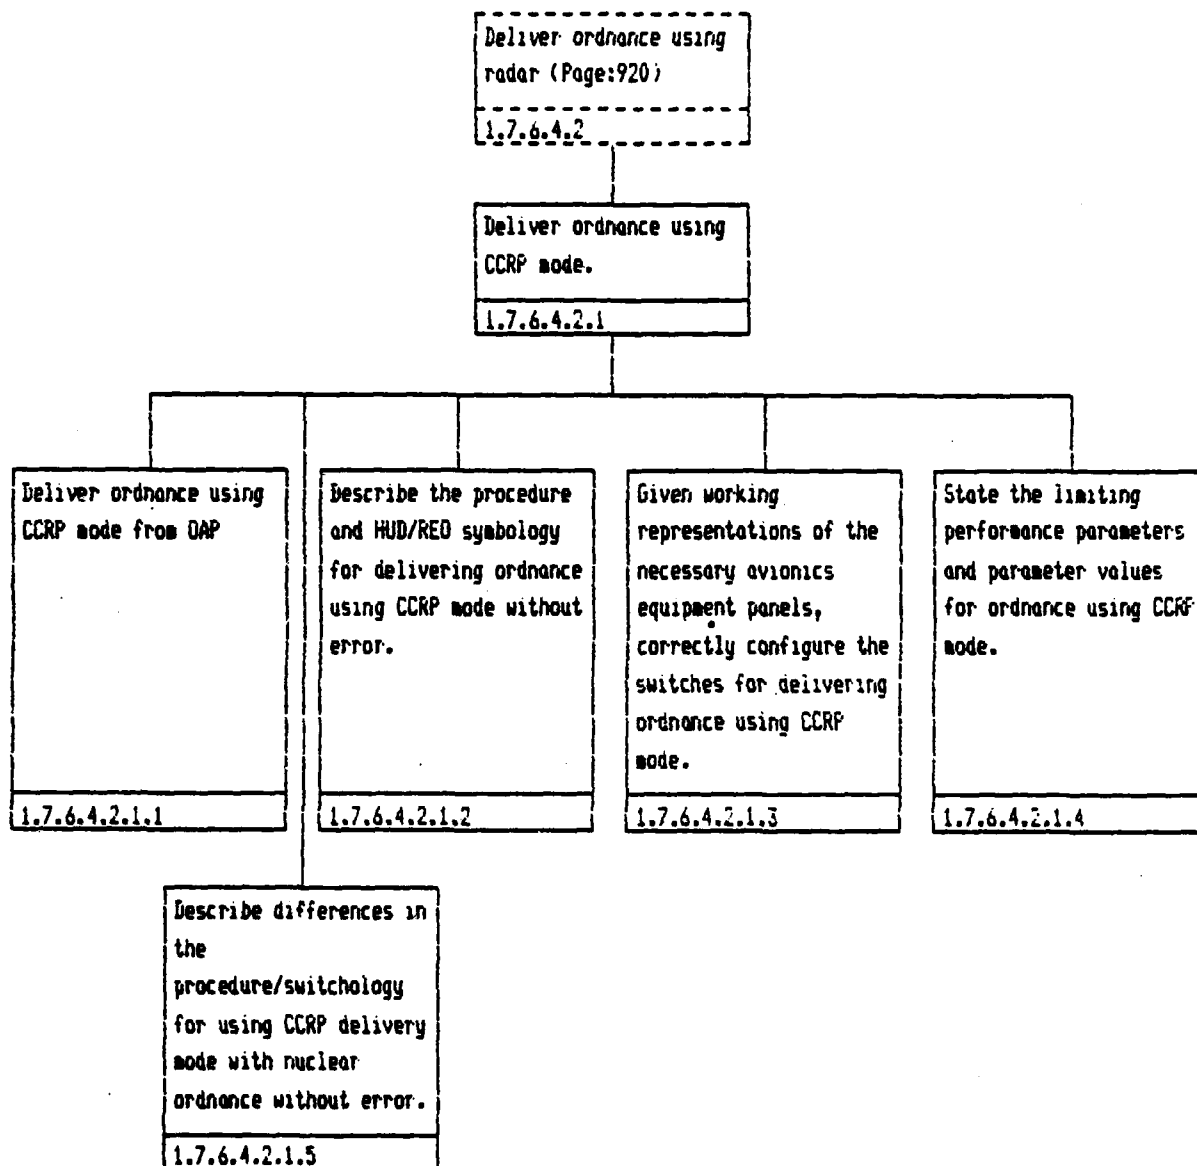 Deliver ordnance using
radar (Page:920)
1.7.6.4.2
Deliver ordnance using
CCRP mode.
1.7.6.4.2.1
Deliver ordnance using
CCRP mode from OAP
1.7.6.4.2.1.1
Describe the procedure
and HUD/REO symbology
for delivering ordnance
using CCRP mode without
error.
1.7.6.4.2.1.2
Given working
representations of the
necessary avionics
equipment panels,
correctly configure the
switches for delivering
ordnance using CCRP
mode.
1.7.6.4.2.1.3
State the limiting
performance parameters
and parameter values
for ordnance using CCRP
mode.
1.7.6.4.2.1.4
Describe differences in
the
procedure/switchology
for using CCRP delivery
mode with nuclear
ordnance without error.
1.7.6.4.2.1.5